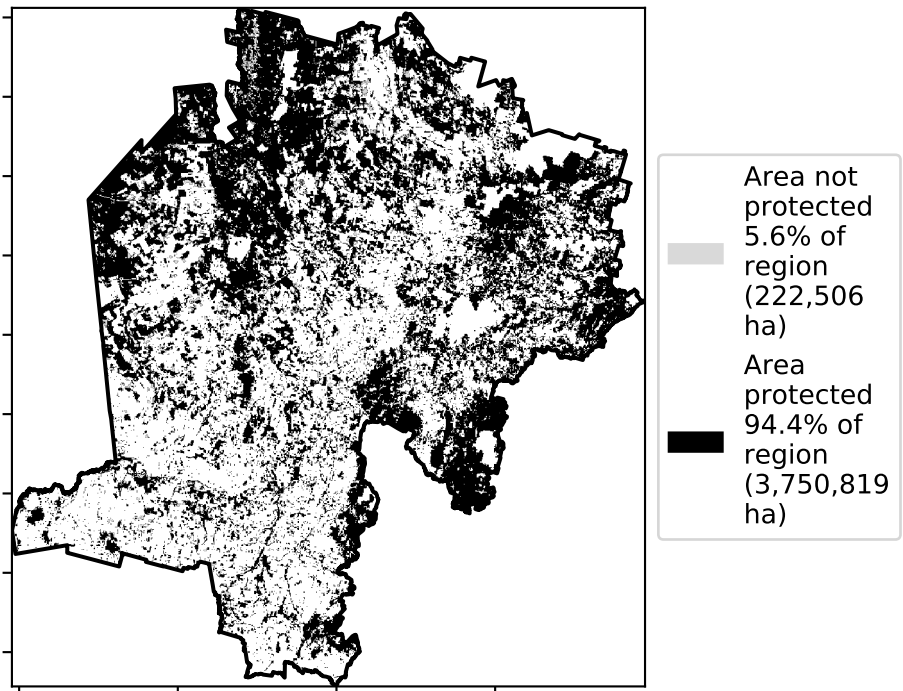 Area not
protected
5.6% of
region
(222,506
ha)
Area
protected
94.4% of
region
(3,750,819
ha)